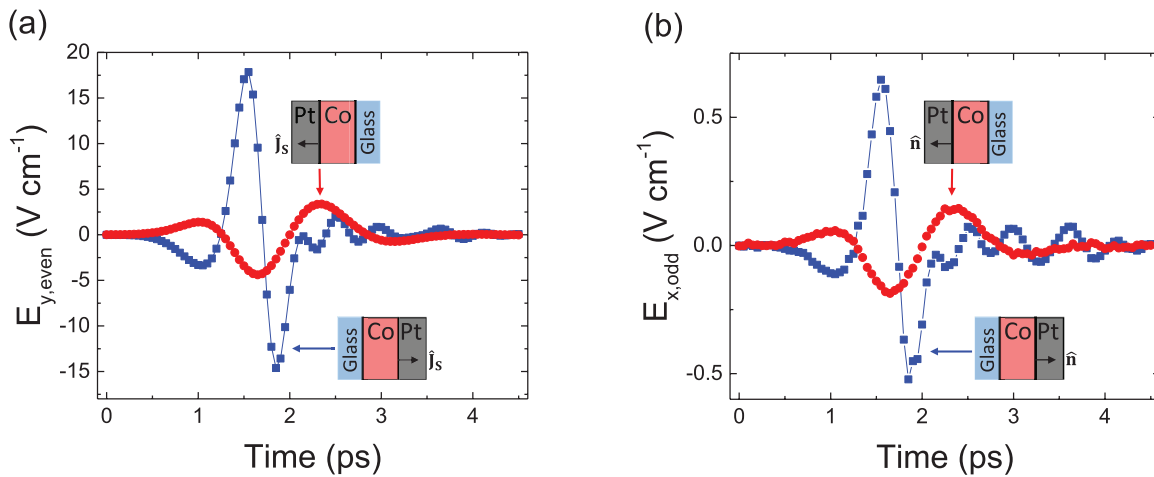 (a)
20
15
10
5
0
-5
-10
-15
E_y,even (V cm^-1)
0 1 2 3 4
Time (ps)
Pt Co Glass
ĵ_S
Glass Co Pt
ĵ_S
(b)
0.5
0.0
-0.5
E_x,odd (V cm^-1)
0 1 2 3 4
Time (ps)
Pt Co Glass
n̂
Glass Co Pt
n̂